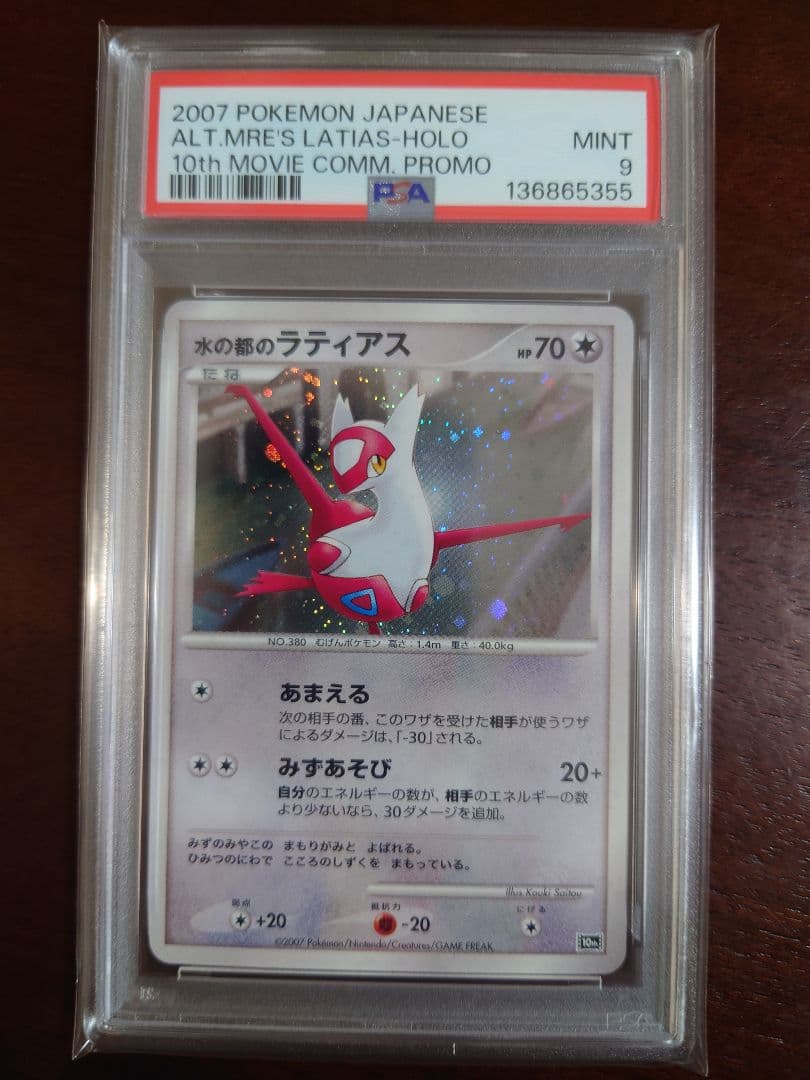 2007 POKEMON JAPANESE
ALT.MRE'S LATIAS-HOLO MINT
10th MOVIE COMM. PROMO 9
PSA 136865355
水の都のラティアス HP70
たね
NO.380 むげんポケモン 高さ:1.4m 重さ:40.0kg
あまえる
次の相手の番、このワザを受けた相手が使うワザ
によるダメージは、「-30」される。
みずあそび 20+
自分のエネルギーの数が、相手のエネルギーの数
より少ないなら、30ダメージを追加。
みずのみやこの まもりがみと よばれる。
ひみつのにわで こころのしずくを まもっている。
Illus. Kouki Saitou
弱点 抵抗力 にげる
+20 -20
©2007 Pokémon/Nintendo/Creatures/GAME FREAK
10th